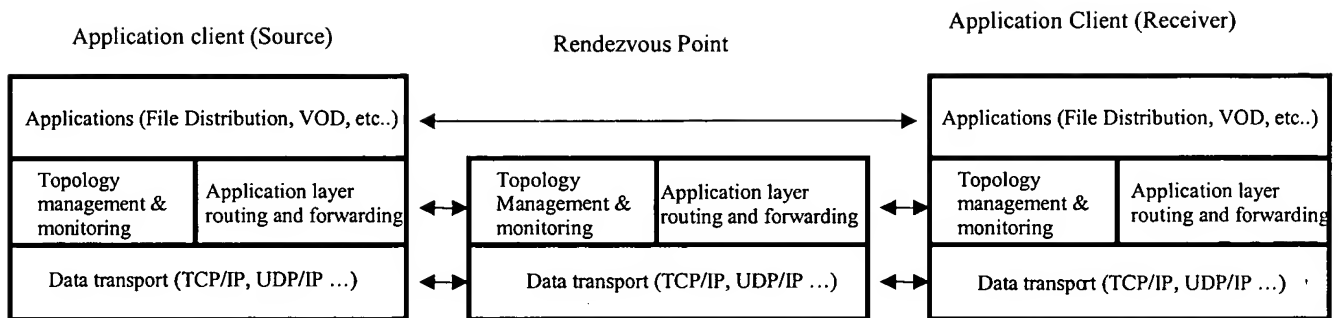 Application client (Source)
Rendezvous Point
Application Client (Receiver)
Applications (File Distribution, VOD, etc..)
Applications (File Distribution, VOD, etc..)
Topology
management &
monitoring
Application layer
routing and forwarding
Topology
Management &
monitoring
Application layer
routing and forwarding
Topology
management &
monitoring
Application layer
routing and forwarding
Data transport (TCP/IP, UDP/IP ...)
Data transport (TCP/IP, UDP/IP ...)
Data transport (TCP/IP, UDP/IP ...)